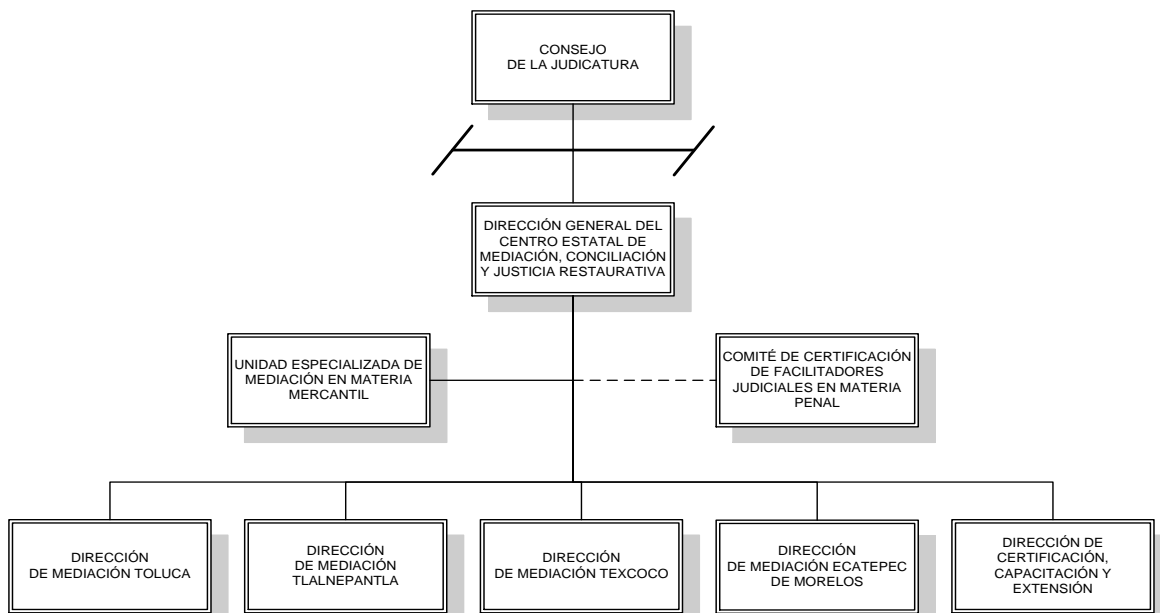 CONSEJO
DE LA JUDICATURA
DIRECCIÓN GENERAL DEL
CENTRO ESTATAL DE
MEDIACIÓN, CONCILIACIÓN
Y JUSTICIA RESTAURATIVA
UNIDAD ESPECIALIZADA DE
MEDIACIÓN EN MATERIA
MERCANTIL
COMITÉ DE CERTIFICACIÓN
DE FACILITADORES
JUDICIALES EN MATERIA
PENAL
DIRECCIÓN
DE MEDIACIÓN TOLUCA
DIRECCIÓN
DE MEDIACIÓN
TLALNEPANTLA
DIRECCIÓN
DE MEDIACIÓN TEXCOCO
DIRECCIÓN
DE MEDIACIÓN ECATEPEC
DE MORELOS
DIRECCIÓN DE
CERTIFICACIÓN,
CAPACITACIÓN Y
EXTENSIÓN